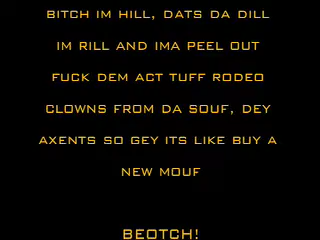 BITCH IM HILL, DATS DA DILL
IM RILL AND IMA PEEL OUT
FUCK DEM ACT TUFF RODEO
CLOWNS FROM DA SOUF, DEY
AXENTS SO GEY ITS LIKE BUY A
NEW MOUF
BEOTCH!